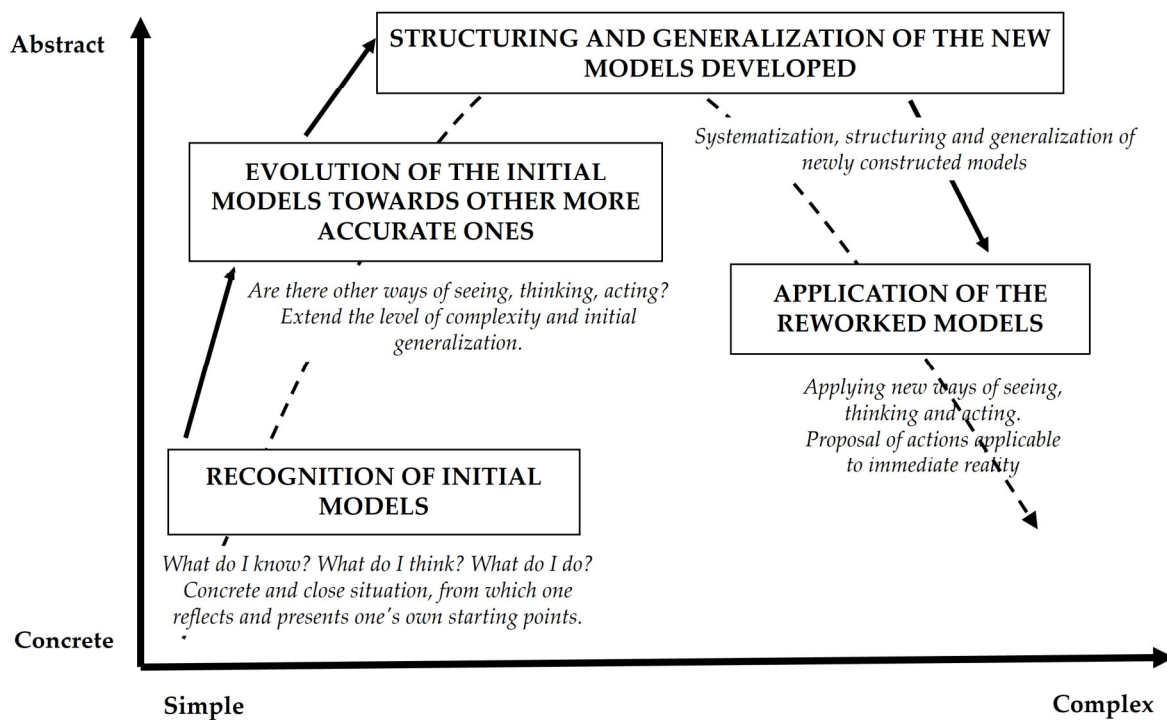 Abstract
STRUCTURING AND GENERALIZATION OF THE NEW
MODELS DEVELOPED
Systematization, structuring and generalization of
newly constructed models
EVOLUTION OF THE INITIAL
MODELS TOWARDS OTHER MORE
ACCURATE ONES
Are there other ways of seeing, thinking, acting?
Extend the level of complexity and initial
generalization.
APPLICATION OF THE
REWORKED MODELS
Applying new ways of seeing,
thinking and acting.
Proposal of actions applicable
to immediate reality
RECOGNITION OF INITIAL
MODELS
What do I know? What do I think? What do I do?
Concrete and close situation, from which one
reflects and presents one's own starting points.
Concrete
Simple
Complex